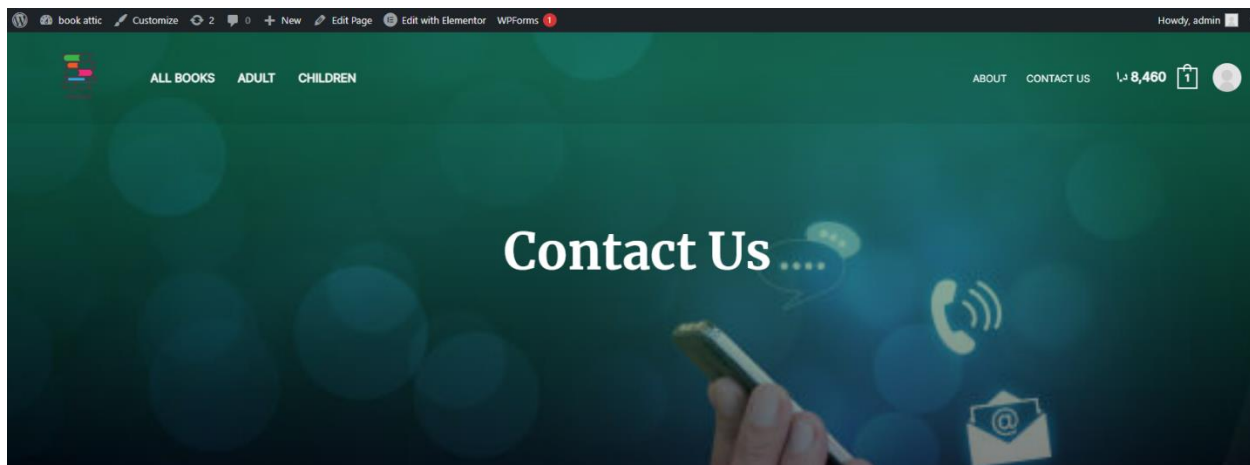 book attic Customize 2 0 New Edit Page Edit with Elementor WPForms 1 Howdy, admin
ALL BOOKS ADULT CHILDREN ABOUT CONTACT US د.إ 8,460 1
Contact Us
@